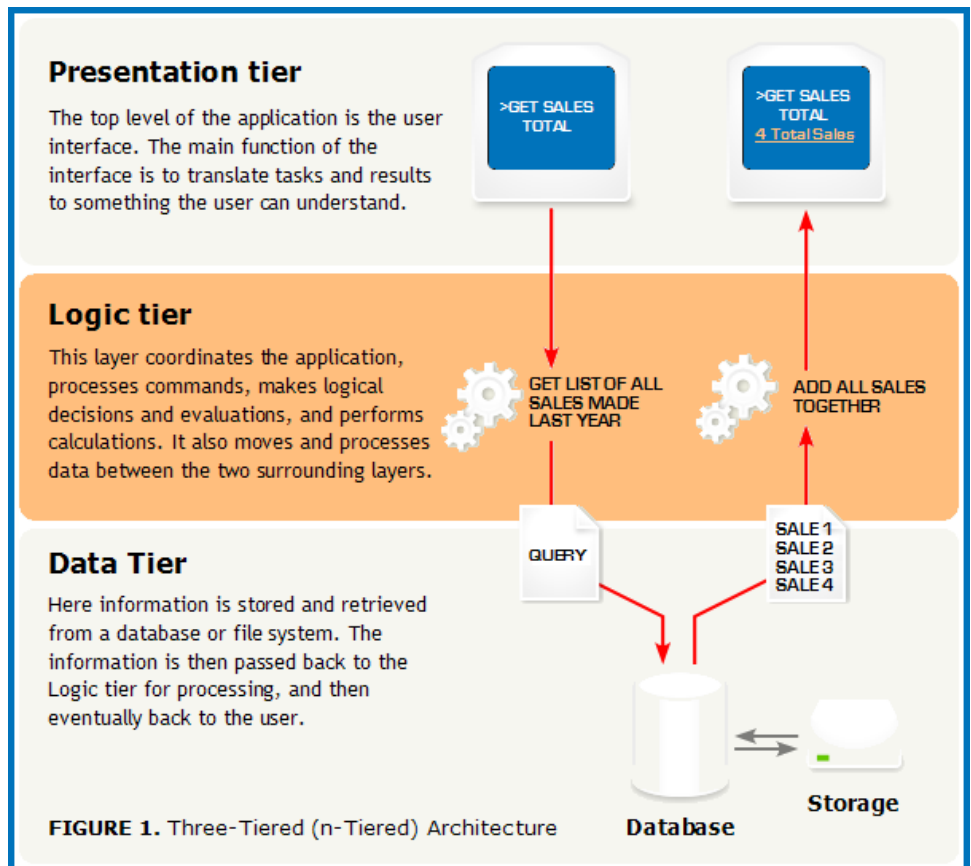 Presentation tier
The top level of the application is the user
interface. The main function of the
interface is to translate tasks and results
to something the user can understand.
>GET SALES
TOTAL
>GET SALES
TOTAL
4 Total Sales
Logic tier
This layer coordinates the application,
processes commands, makes logical
decisions and evaluations, and performs
calculations. It also moves and processes
data between the two surrounding layers.
GET LIST OF ALL
SALES MADE
LAST YEAR
ADD ALL SALES
TOGETHER
Data Tier
Here information is stored and retrieved
from a database or file system. The
information is then passed back to the
Logic tier for processing, and then
eventually back to the user.
QUERY
SALE 1
SALE 2
SALE 3
SALE 4
Database
Storage
FIGURE 1. Three-Tiered (n-Tiered) Architecture